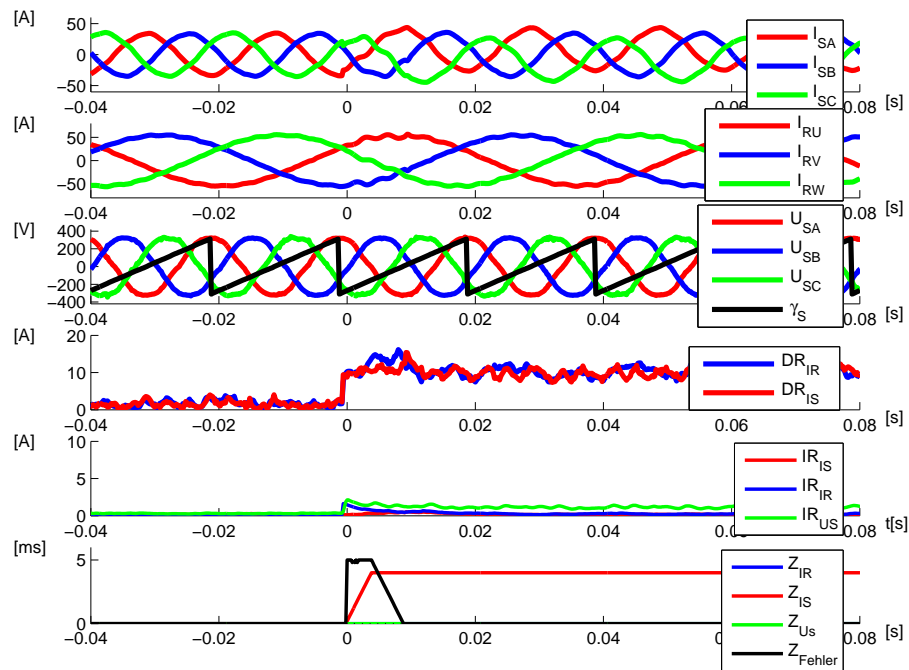 [A]
50
0
−50
−0.04
−0.02
0
0.02
0.04
0.06
0.08
[s]
I_SA
I_SB
I_SC
[A]
50
0
−50
−0.04
−0.02
0
0.02
0.04
0.08
[s]
I_RU
I_RV
I_RW
[V]
400
200
0
−200
−400
−0.04
−0.02
0
0.02
0.04
0.08
[s]
U_SA
U_SB
U_SC
γ_S
[A]
20
10
0
−0.04
−0.02
0
0.02
0.04
0.06
0.08
[s]
DR_IR
DR_IS
[A]
10
5
0
−0.04
−0.02
0
0.02
0.04
0.06
0.08
t[s]
IR_IS
IR_IR
IR_US
[ms]
5
0
−0.04
−0.02
0
0.02
0.04
0.08
[s]
Z_IR
Z_IS
Z_Us
Z_Fehler